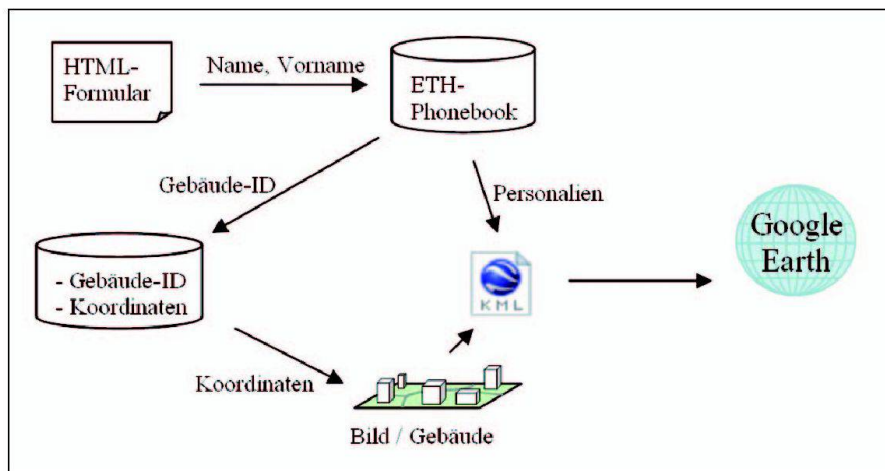 HTML-
Formular
Name, Vorname
ETH-
Phonebook
Gebäude-ID
Personalien
- Gebäude-ID
- Koordinaten
KML
Google
Earth
Koordinaten
Bild / Gebäude